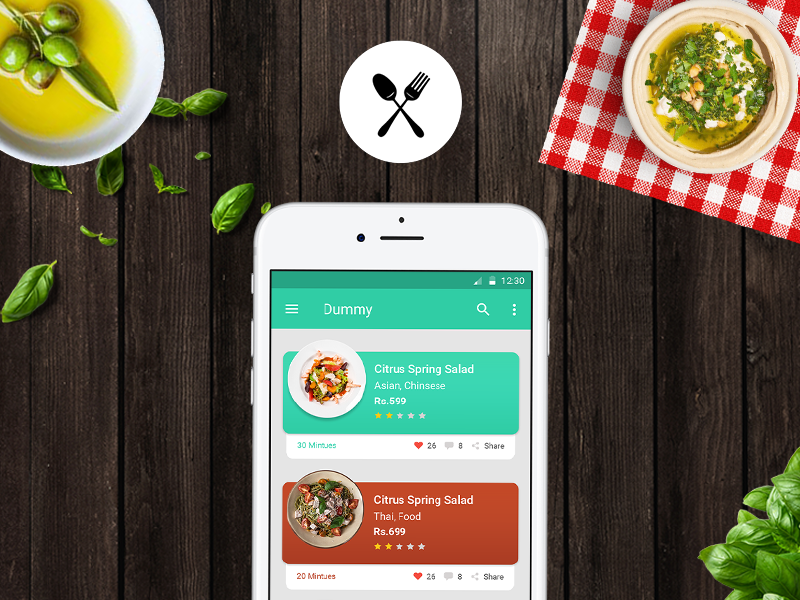 12:30
Dummy
Citrus Spring Salad
Asian, Chinsese
Rs.599
30 Mintues 26 8 Share
Citrus Spring Salad
Thai, Food
Rs.699
20 Mintues 26 8 Share